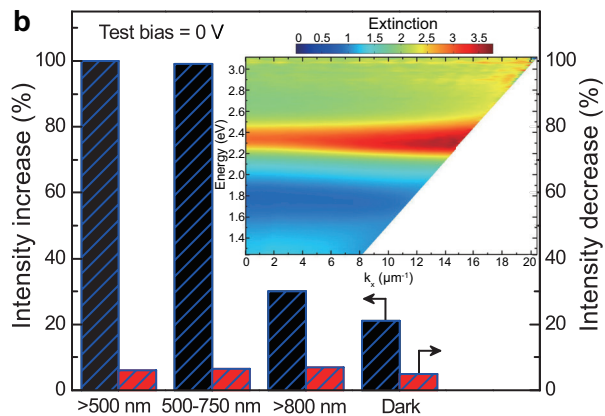 b
Test bias = 0 V
Extinction
0 0.5 1 1.5 2 2.5 3 3.5
Intensity increase (%)
100
80
60
40
20
0
Energy (eV)
3.0
2.8
2.6
2.4
2.2
2.0
1.8
1.6
1.4
0 2 4 6 8 10 12 14 16 18 20
kₓ (μm⁻¹)
Intensity decrease (%)
100
80
60
40
20
0
>500 nm 500-750 nm >800 nm Dark